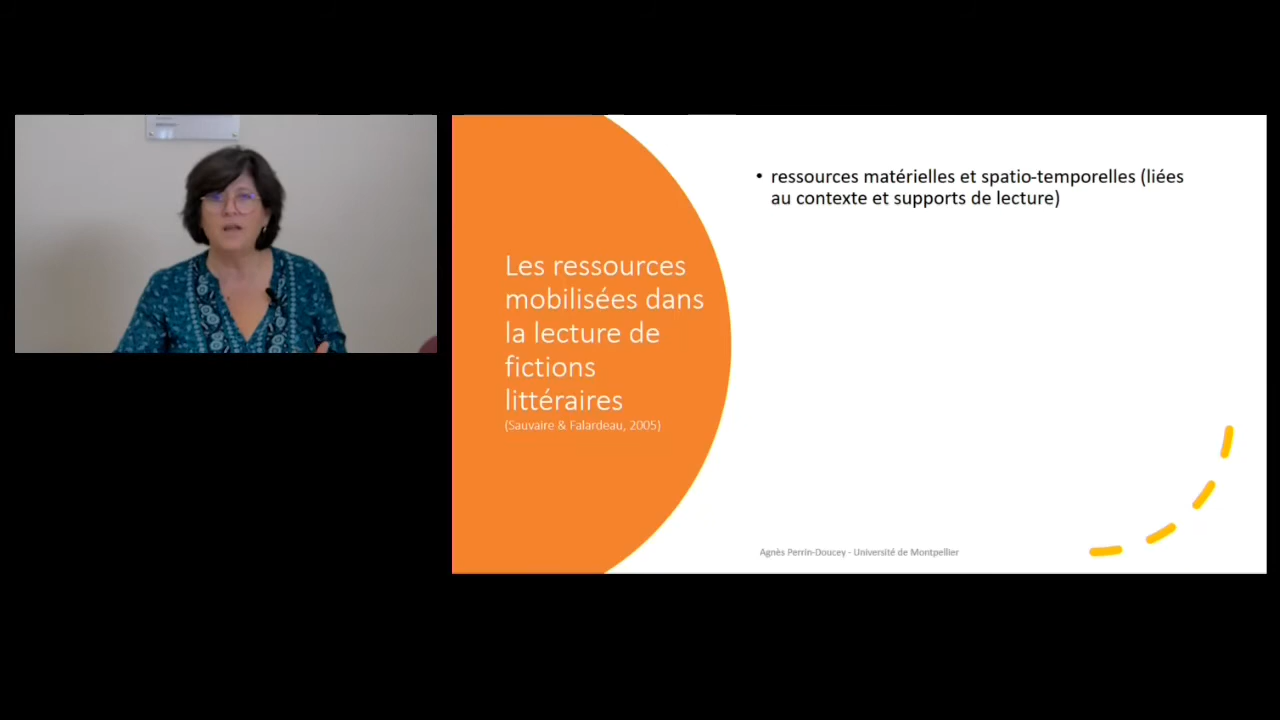 Les ressources
mobilisées dans
la lecture de
fictions
littéraires
(Sauvaire & Falardeau, 2005)
• ressources matérielles et spatio-temporelles (liées
au contexte et supports de lecture)
Agnès Perrin-Doucey - Université de Montpellier